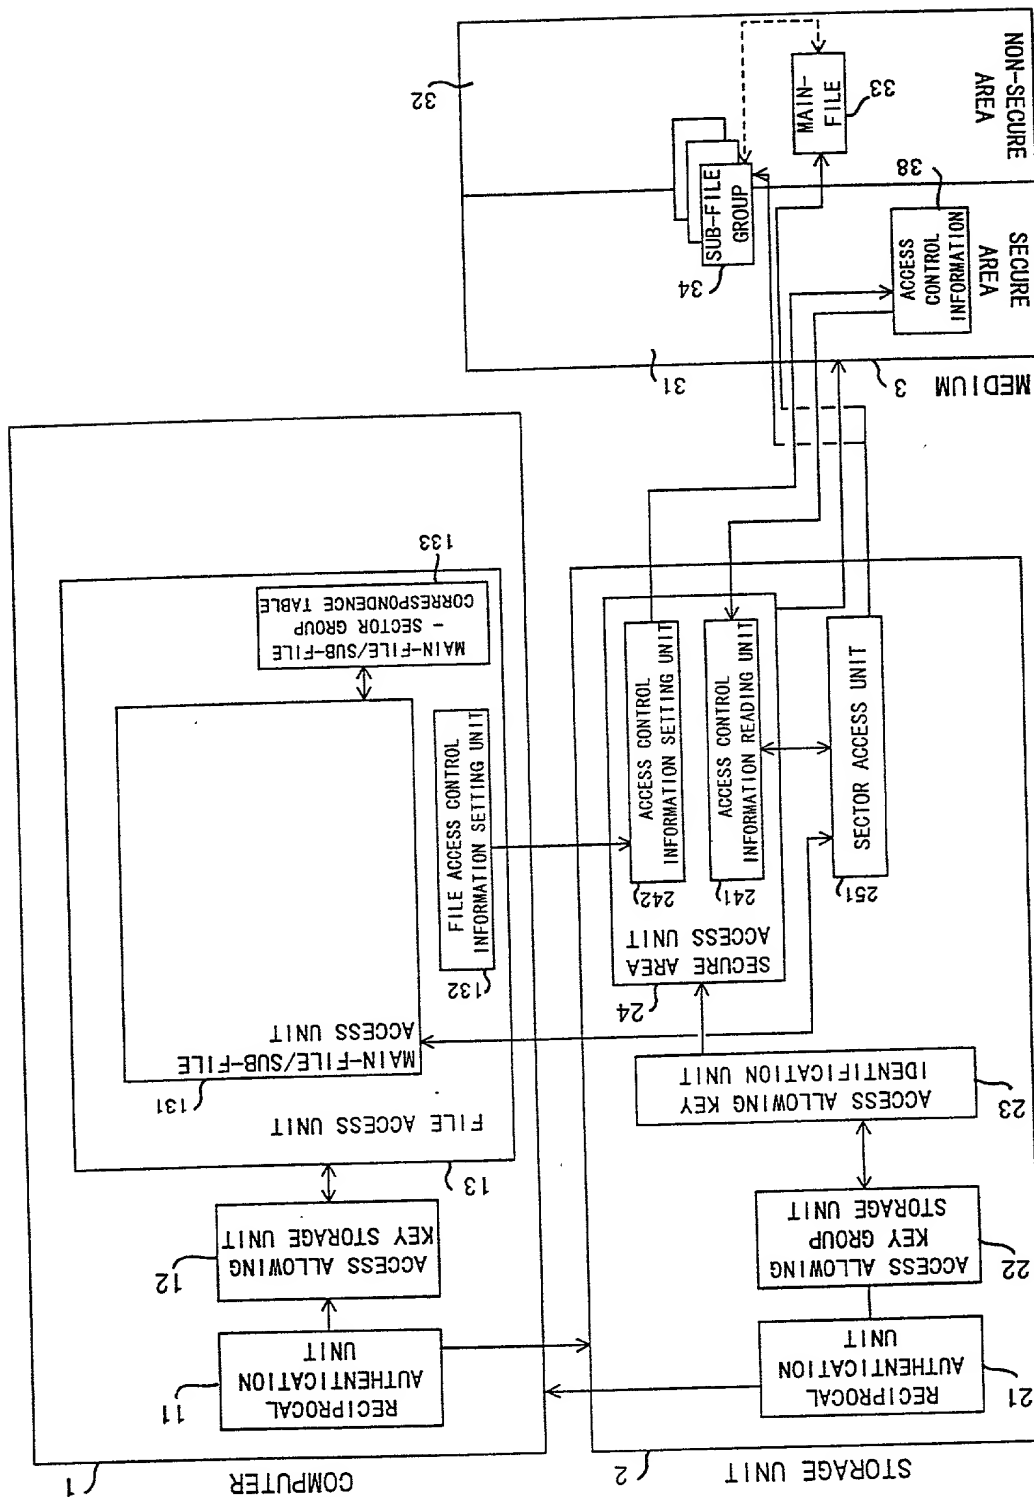 COMPUTER
1
RECIPROCAL
AUTHENTICATION
UNIT
11
ACCESS ALLOWING
KEY STORAGE UNIT
12
FILE ACCESS UNIT
13
MAIN-FILE/SUB-FILE
ACCESS UNIT
131
FILE ACCESS CONTROL
INFORMATION SETTING UNIT
132
MAIN-FILE/SUB-FILE
- SECTOR GROUP
CORRESPONDENCE TABLE
133
STORAGE UNIT
2
RECIPROCAL
AUTHENTICATION
UNIT
21
ACCESS ALLOWING
KEY GROUP
STORAGE UNIT
22
ACCESS ALLOWING KEY
IDENTIFICATION UNIT
23
SECURE AREA
ACCESS UNIT
24
ACCESS CONTROL
INFORMATION SETTING UNIT
242
ACCESS CONTROL
INFORMATION READING UNIT
241
SECTOR ACCESS UNIT
251
MEDIUM
3
31
SECURE
AREA
ACCESS
CONTROL
INFORMATION
38
SUB-FILE
GROUP
34
NON-SECURE
AREA
32
MAIN-
FILE
33